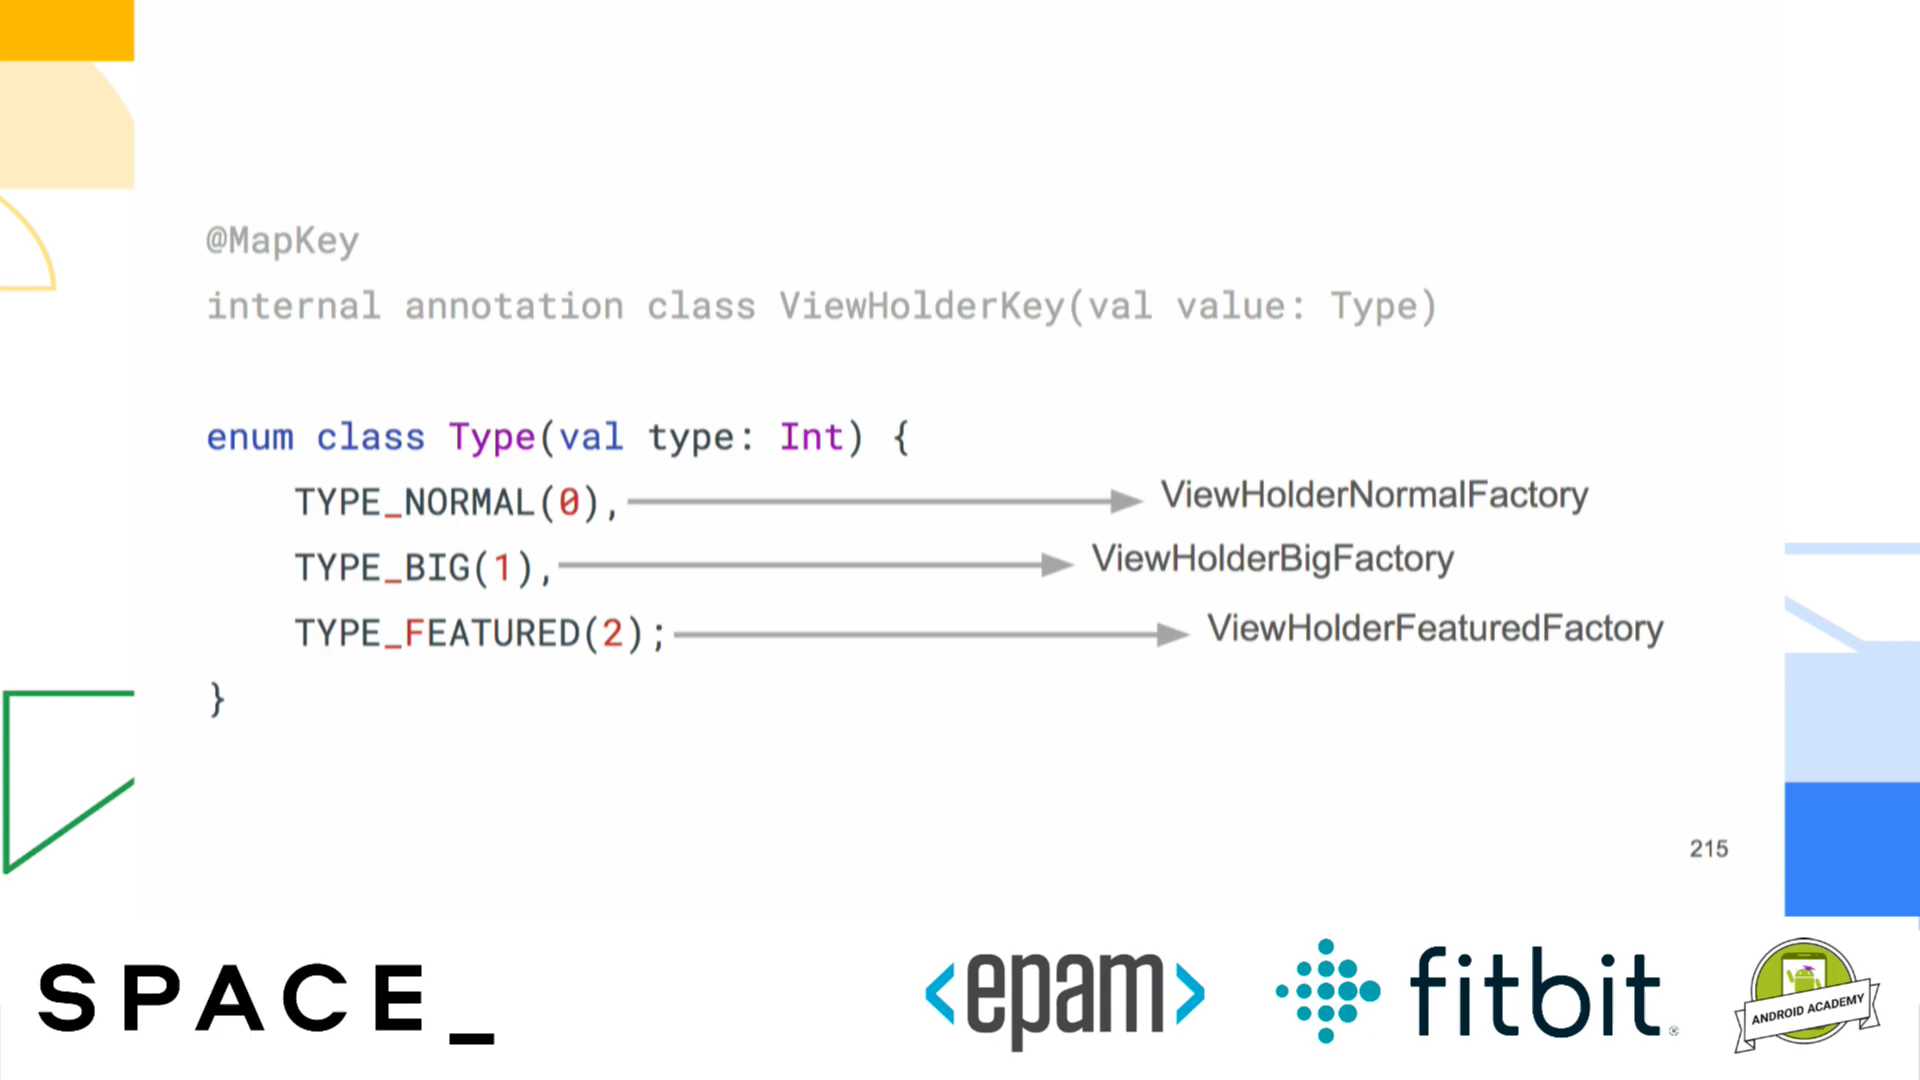 @MapKey
internal annotation class ViewHolderKey(val value: Type)
enum class Type(val type: Int) {
TYPE_NORMAL(0), ViewHolderNormalFactory
TYPE_BIG(1), ViewHolderBigFactory
TYPE_FEATURED(2); ViewHolderFeaturedFactory
}
215
SPACE_
<epam>
fitbit®
ANDROID ACADEMY